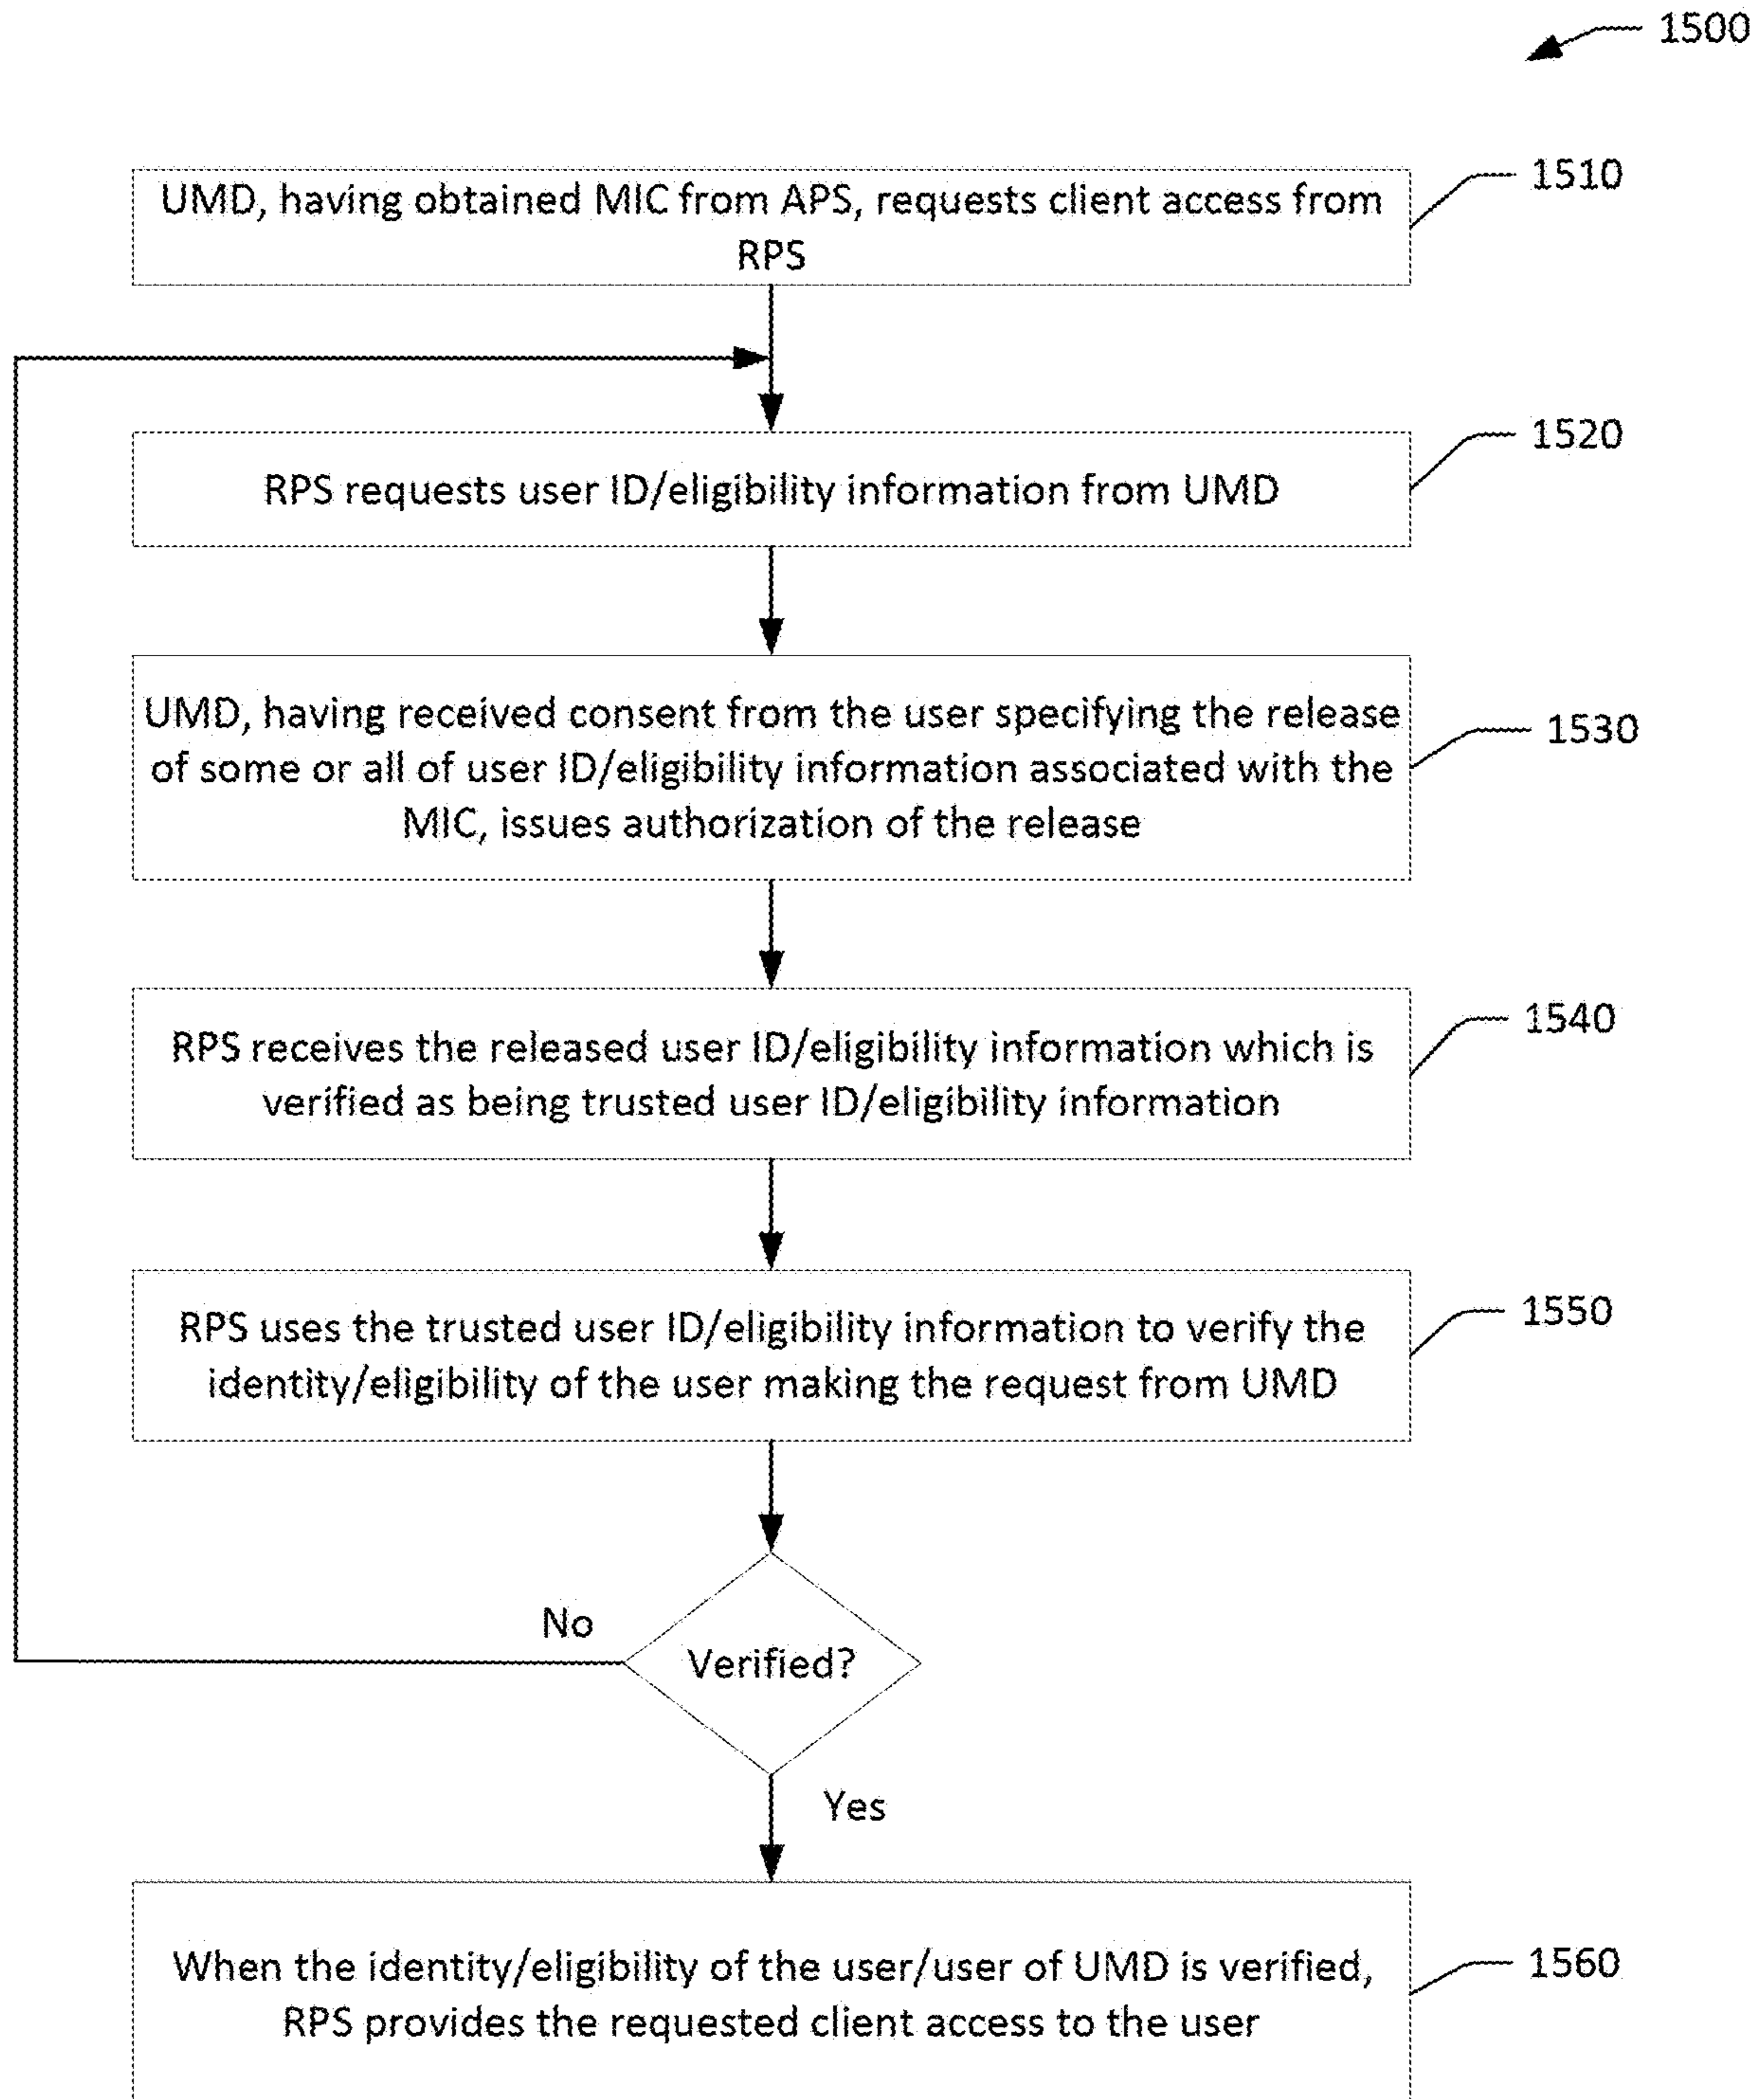 1500
UMD, having obtained MIC from APS, requests client access from
RPS
1510
RPS requests user ID/eligibility information from UMD
1520
UMD, having received consent from the user specifying the release
of some or all of user ID/eligibility information associated with the
MIC, issues authorization of the release
1530
RPS receives the released user ID/eligibility information which is
verified as being trusted user ID/eligibility information
1540
RPS uses the trusted user ID/eligibility information to verify the
identity/eligibility of the user making the request from UMD
1550
No
Verified?
Yes
When the identity/eligibility of the user/user of UMD is verified,
RPS provides the requested client access to the user
1560